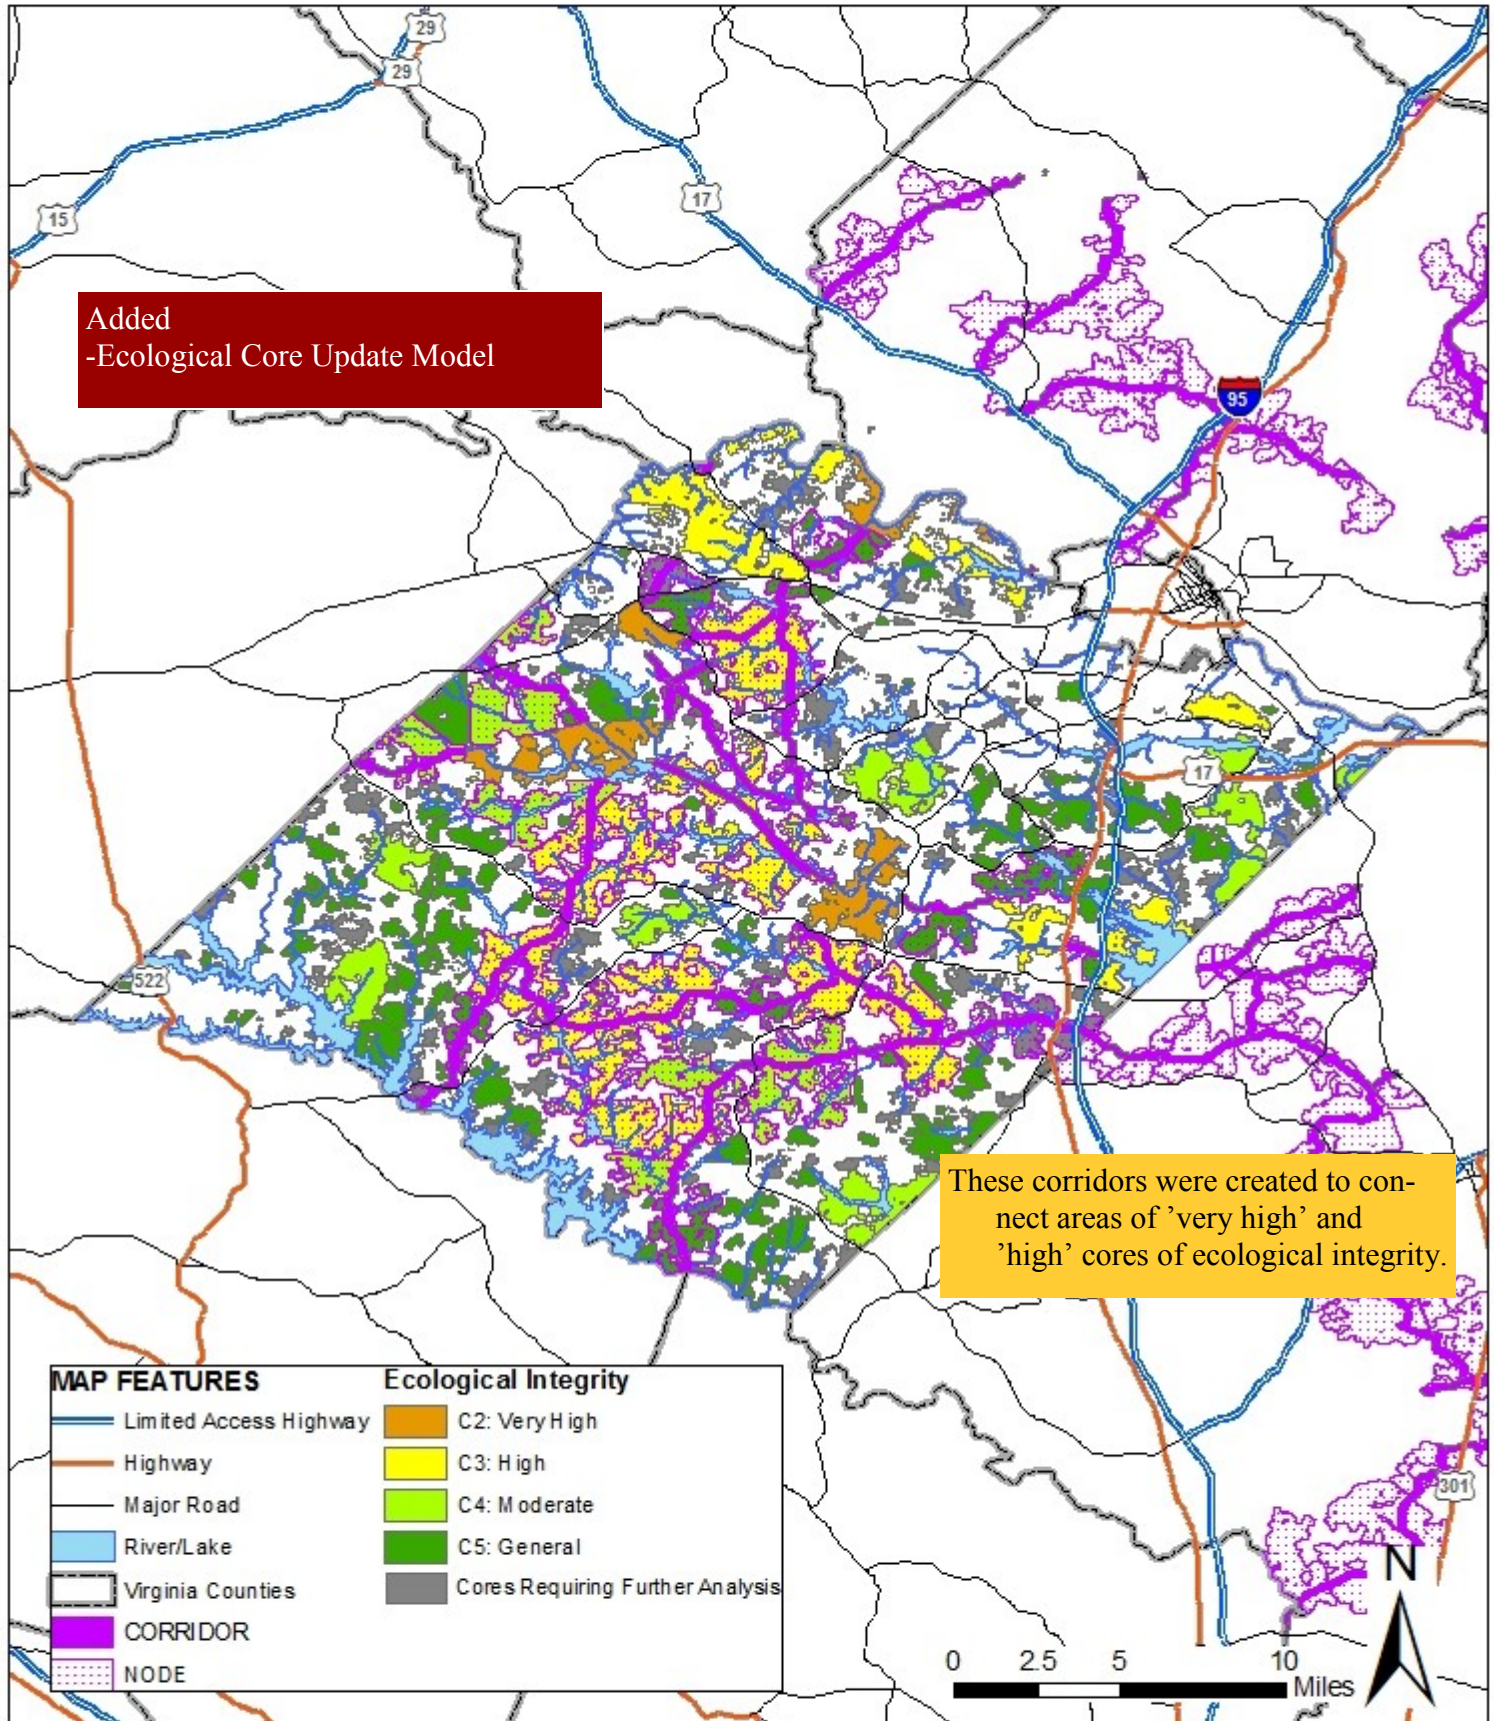 29
29
15
17
Added
-Ecological Core Update Model
95
17
522
These corridors were created to con-
nect areas of ’very high’ and
’high’ cores of ecological integrity.
MAP FEATURES
Limited Access Highway
Highway
Major Road
River/Lake
Virginia Counties
CORRIDOR
NODE
Ecological Integrity
C2: Very High
C3: High
C4: Moderate
C5: General
Cores Requiring Further Analysis
301
N
0 2.5 5 10
Miles